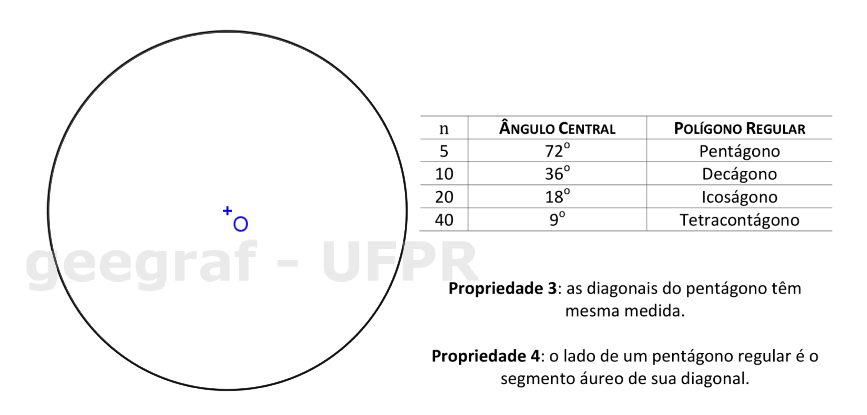 O
n ÂNGULO CENTRAL POLÍGONO REGULAR
5 72° Pentágono
10 36° Decágono
20 18° Icoságono
40 9° Tetracontágono
geegraf - UFPR
Propriedade 3: as diagonais do pentágono têm
mesma medida.
Propriedade 4: o lado de um pentágono regular é o
segmento áureo de sua diagonal.